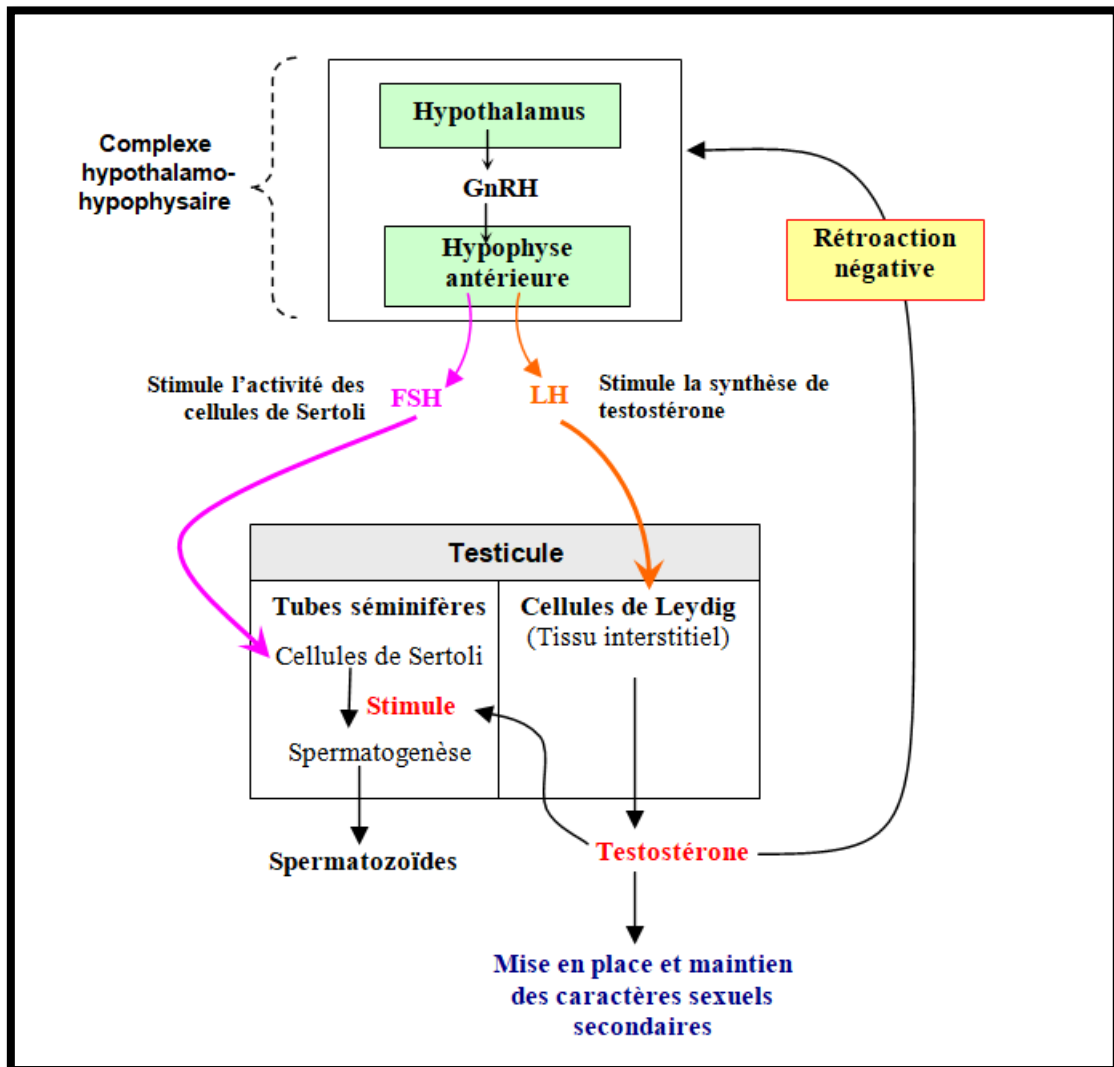 Hypothalamus
Complexe
hypothalamo-
hypophysaire
GnRH
Hypophyse
antérieure
Rétroaction
négative
Stimule l'activité des
cellules de Sertoli
FSH
LH
Stimule la synthèse de
testostérone
Testicule
Tubes séminifères
Cellules de Sertoli
Stimule
Spermatogenèse
Cellules de Leydig
(Tissu interstitiel)
Spermatozoïdes
Testostérone
Mise en place et maintien
des caractères sexuels
secondaires